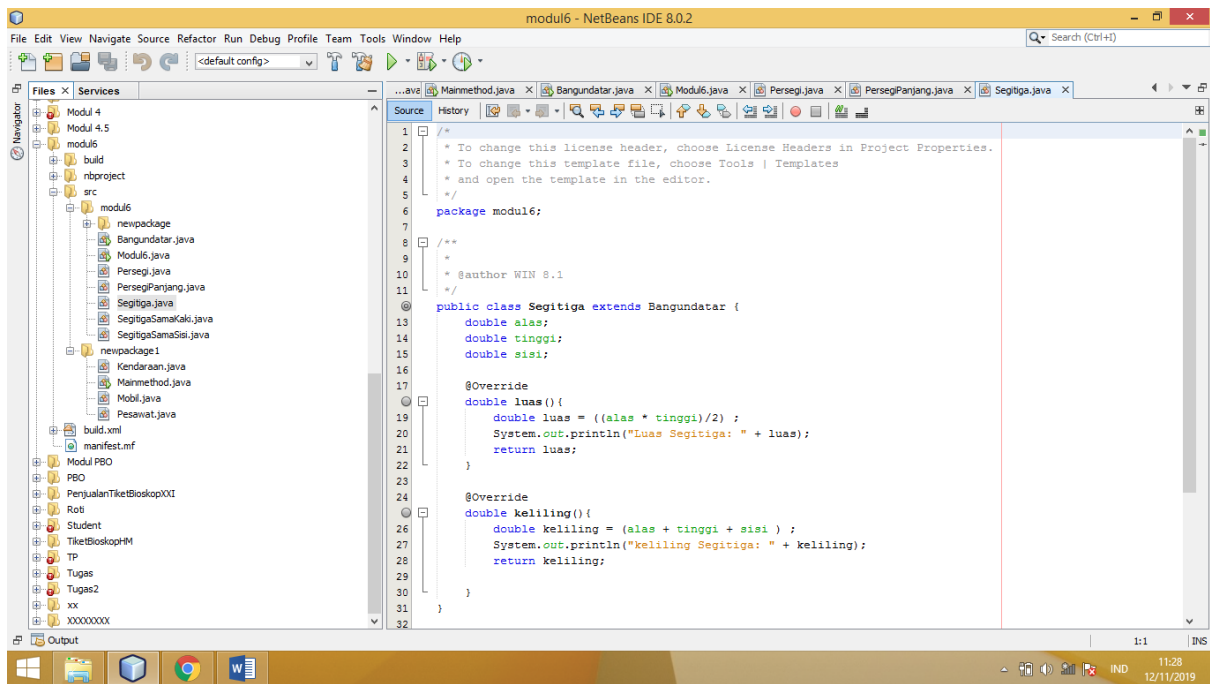 modul6 - NetBeans IDE 8.0.2
File Edit View Navigate Source Refactor Run Debug Profile Team Tools Window Help
Search (Ctrl+I)
<default config>
Files Services
...ave Mainmethod.java Bangundatar.java Modul6.java Persegi.java PersegiPanjang.java Segitiga.java
Source History
Navigator
Modul 4
Modul 4.5
modul6
build
nbproject
src
modul6
newpackage
Bangundatar.java
Modul6.java
Persegi.java
PersegiPanjang.java
Segitiga.java
SegitigaSamaKaki.java
SegitigaSamaSisi.java
newpackage1
Kendaraan.java
Mainmethod.java
Mobil.java
Pesawat.java
build.xml
manifest.mf
Modul PBO
PBO
PenjualanTiketBioskopXXI
Roti
Student
TiketBioskopHM
TP
Tugas
Tugas2
xx
XXXXXXXX
1 /*
2 * To change this license header, choose License Headers in Project Properties.
3 * To change this template file, choose Tools | Templates
4 * and open the template in the editor.
5 */
6 package modul6;
7
8 /**
9 *
10 * @author WIN 8.1
11 */
public class Segitiga extends Bangundatar {
13 double alas;
14 double tinggi;
15 double sisi;
16
17 @Override
double luas(){
19 double luas = ((alas * tinggi)/2) ;
20 System.out.println("Luas Segitiga: " + luas);
21 return luas;
22 }
23
24 @Override
double keliling(){
26 double keliling = (alas + tinggi + sisi ) ;
27 System.out.println("keliling Segitiga: " + keliling);
28 return keliling;
29
30 }
31 }
32
Output
1:1 INS
IND
11:28
12/11/2019